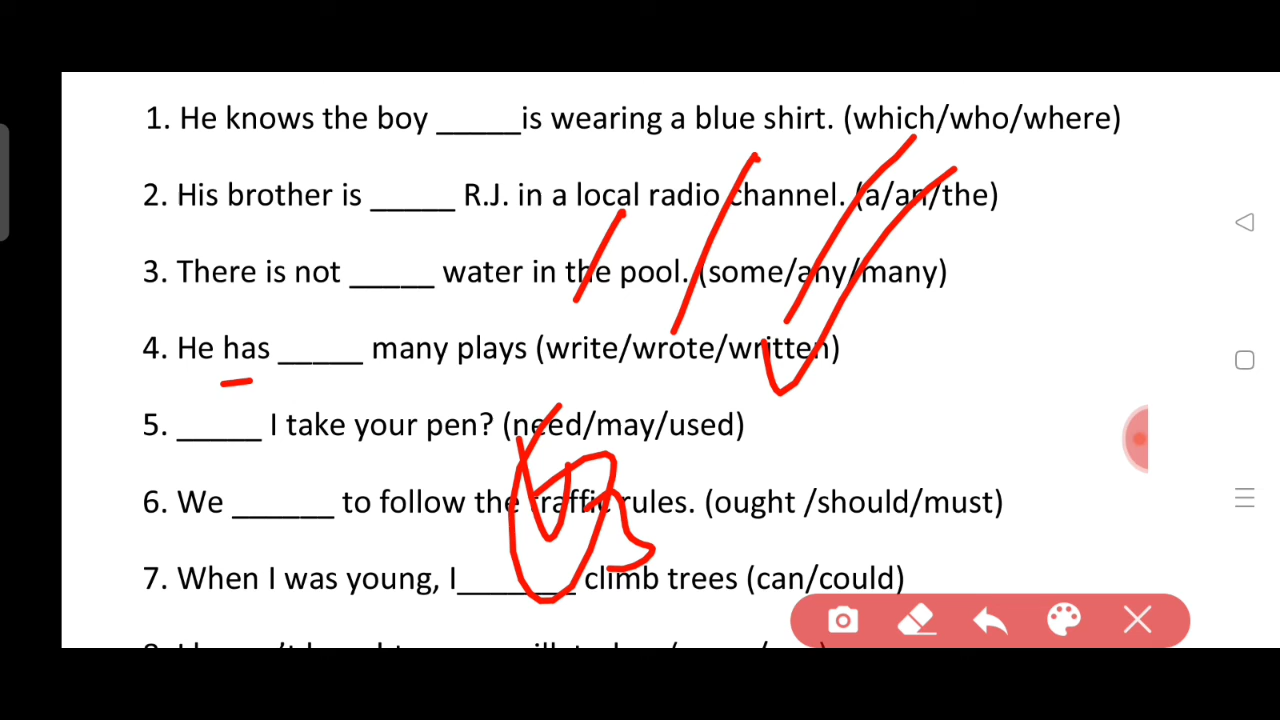 1. He knows the boy _____is wearing a blue shirt. (which/who/where)
2. His brother is _____ R.J. in a local radio channel. (a/an/the)
3. There is not _____ water in the pool. (some/any/many)
4. He has _____ many plays (write/wrote/written)
5. _____ I take your pen? (need/may/used)
6. We ______ to follow the traffic rules. (ought /should/must)
7. When I was young, I_______ climb trees (can/could)